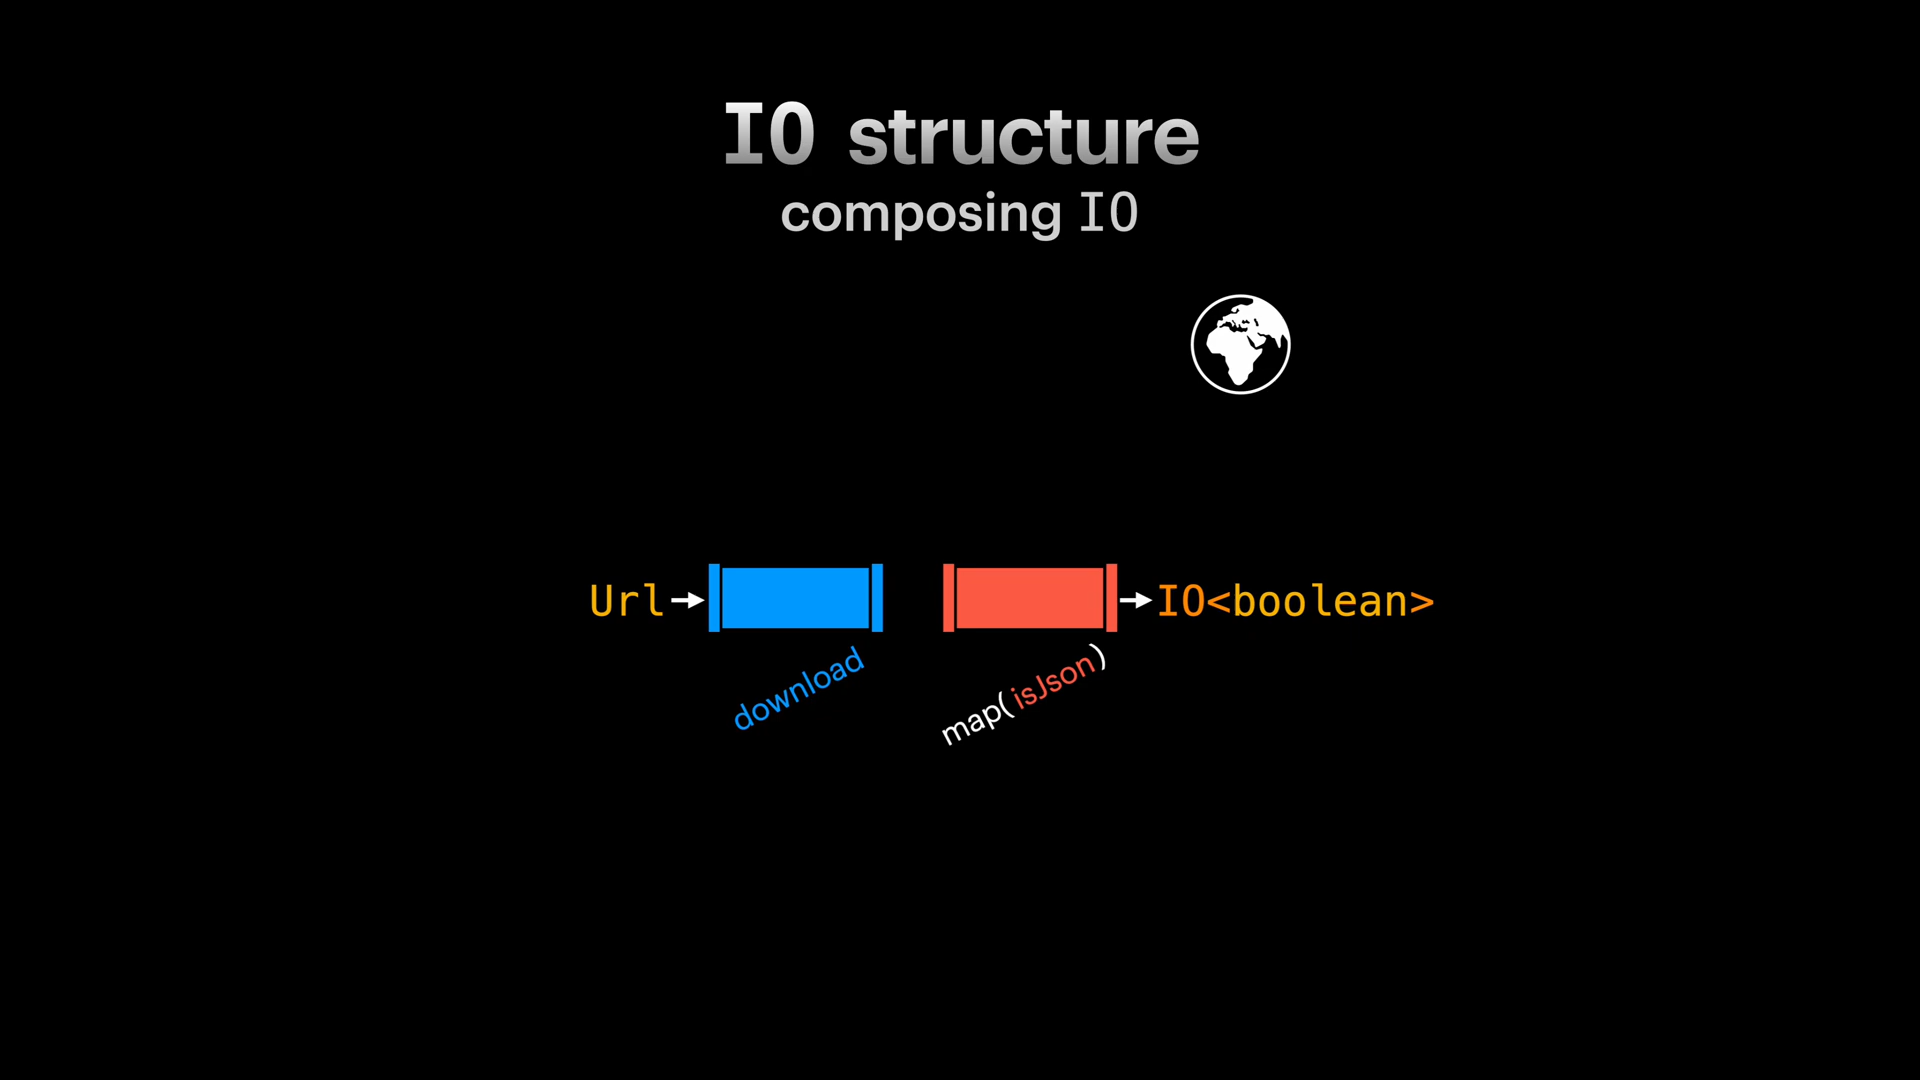 IO structure
composing IO
Url
IO<boolean>
download
map(isJson)